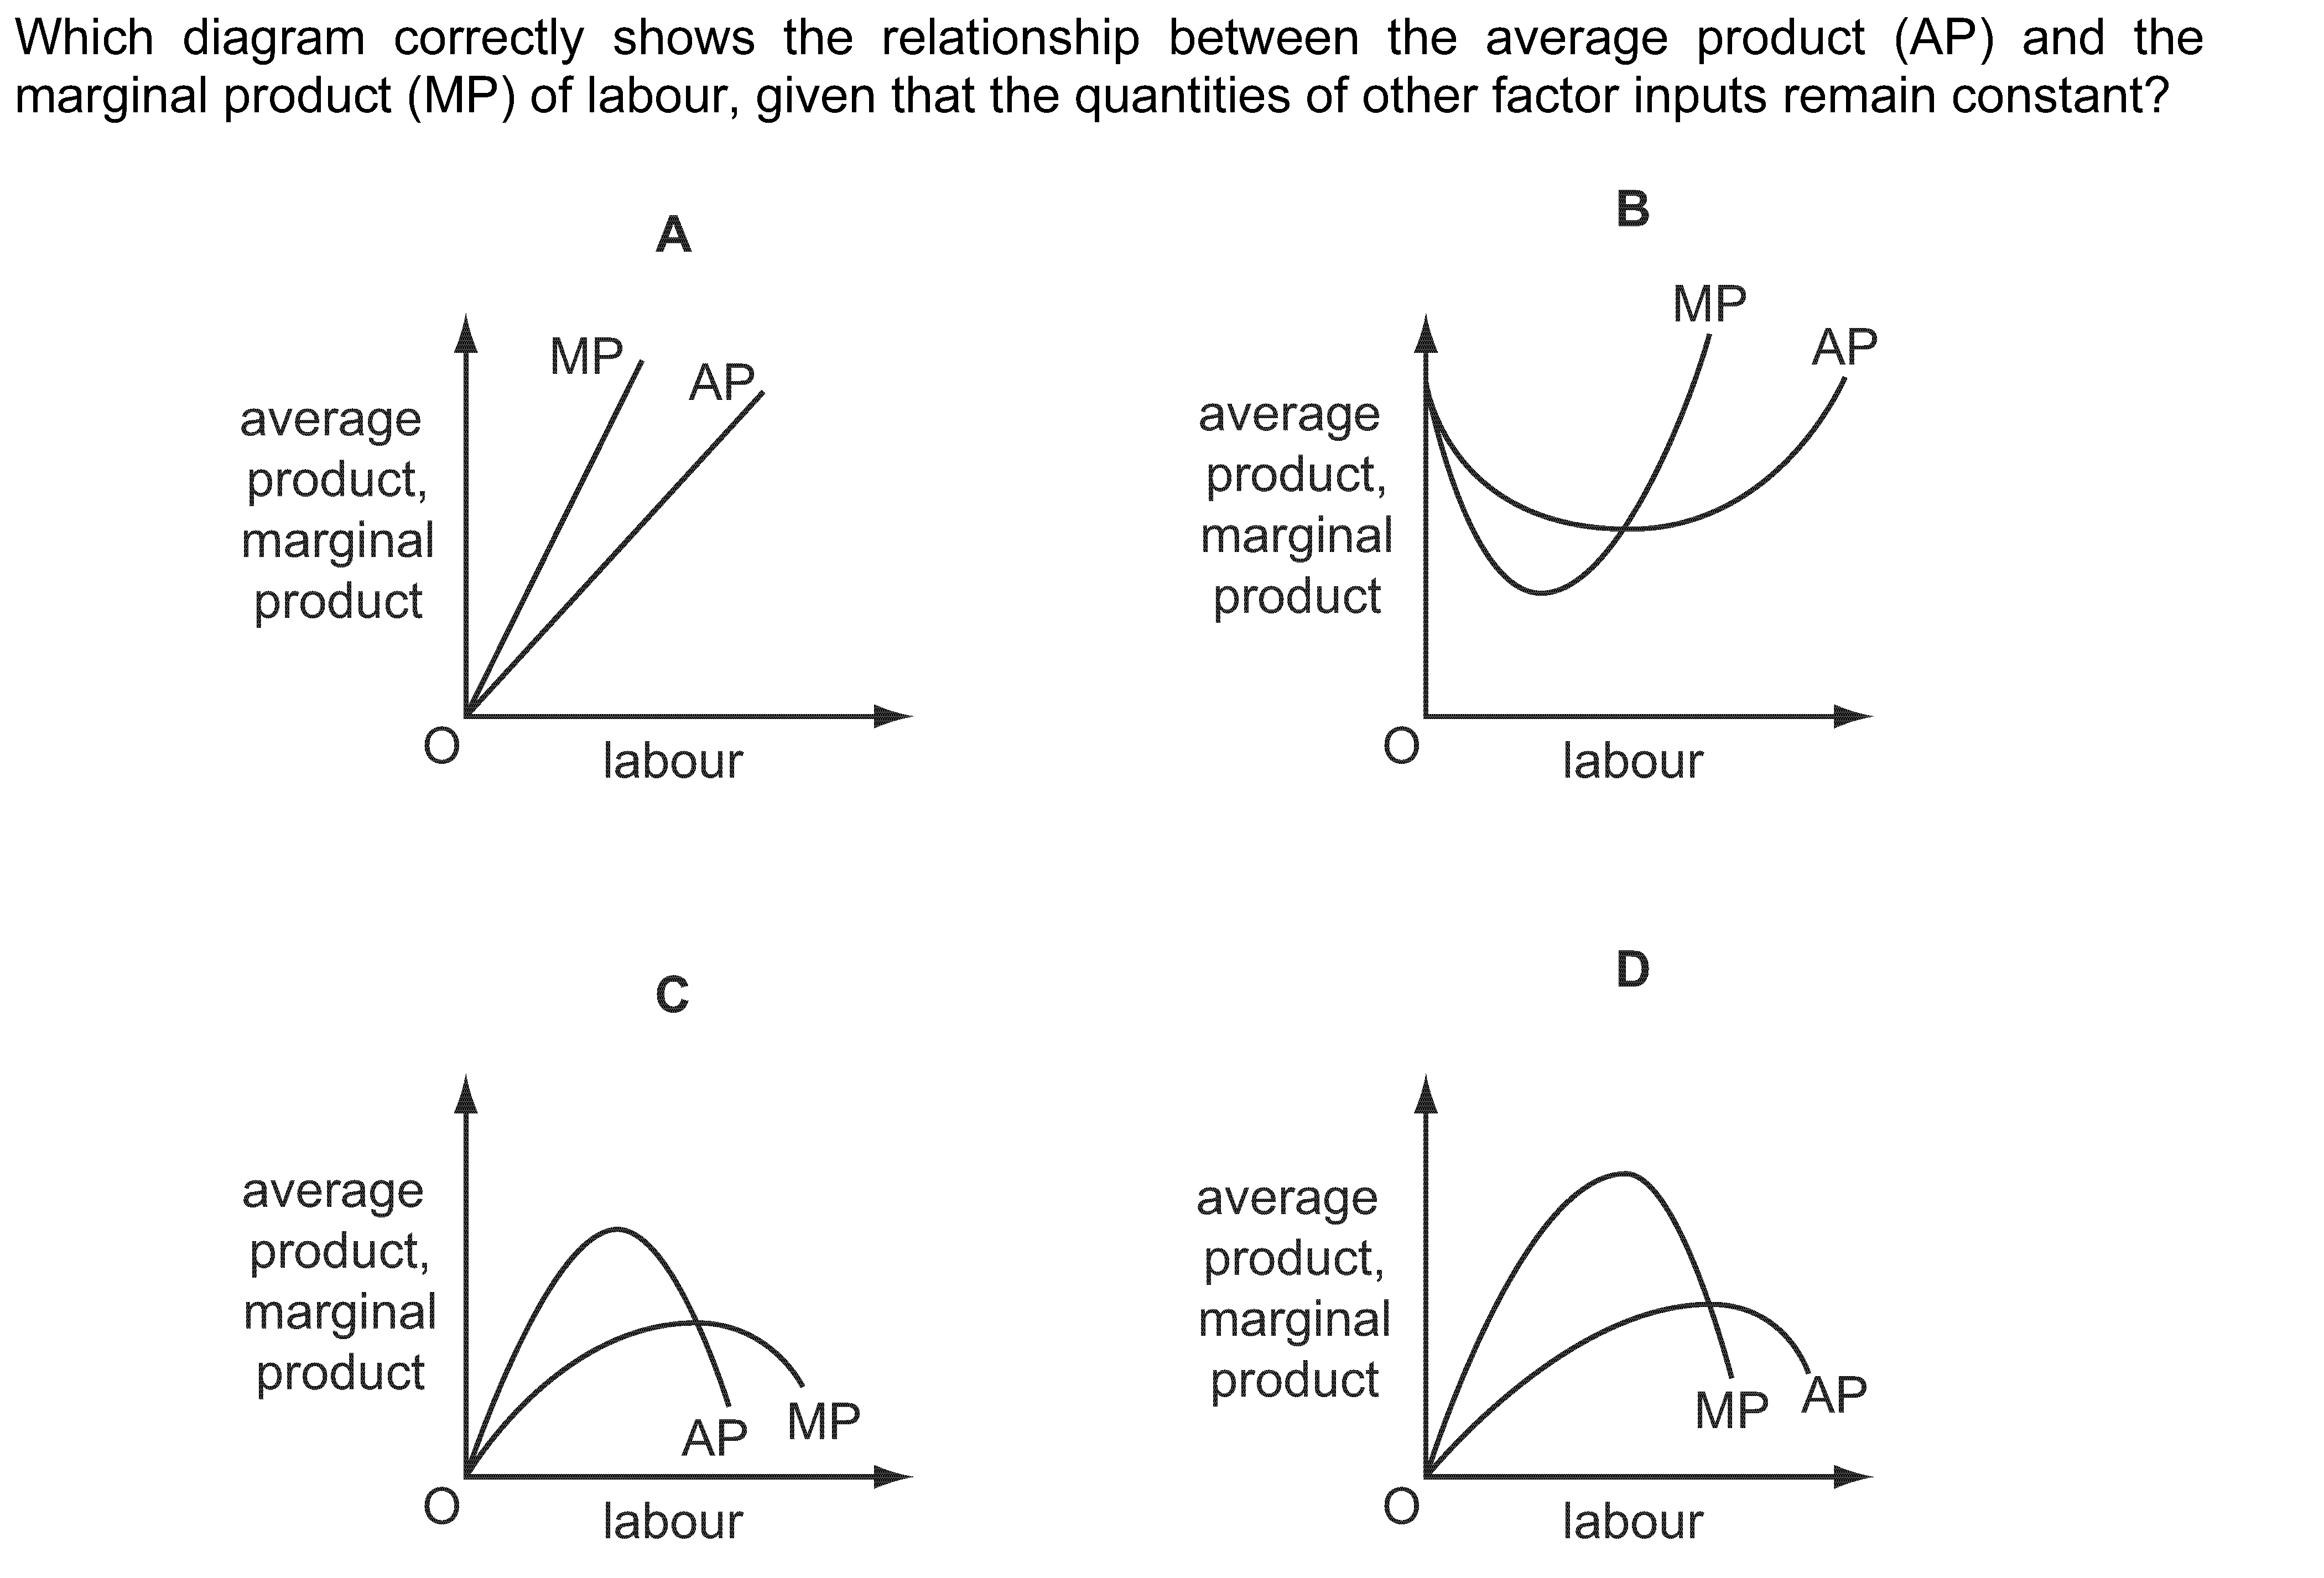 Which diagram correctly shows the relationship between the average product (AP) and the
marginal product (MP) of labour, given that the quantities of other factor inputs remain constant?
A
MP
AP
average
product,
marginal
product
O
labour
B
MP
AP
average
product,
marginal
product
O
labour
C
average
product,
marginal
product
AP
MP
O
labour
D
average
product,
marginal
product
MP
AP
O
labour